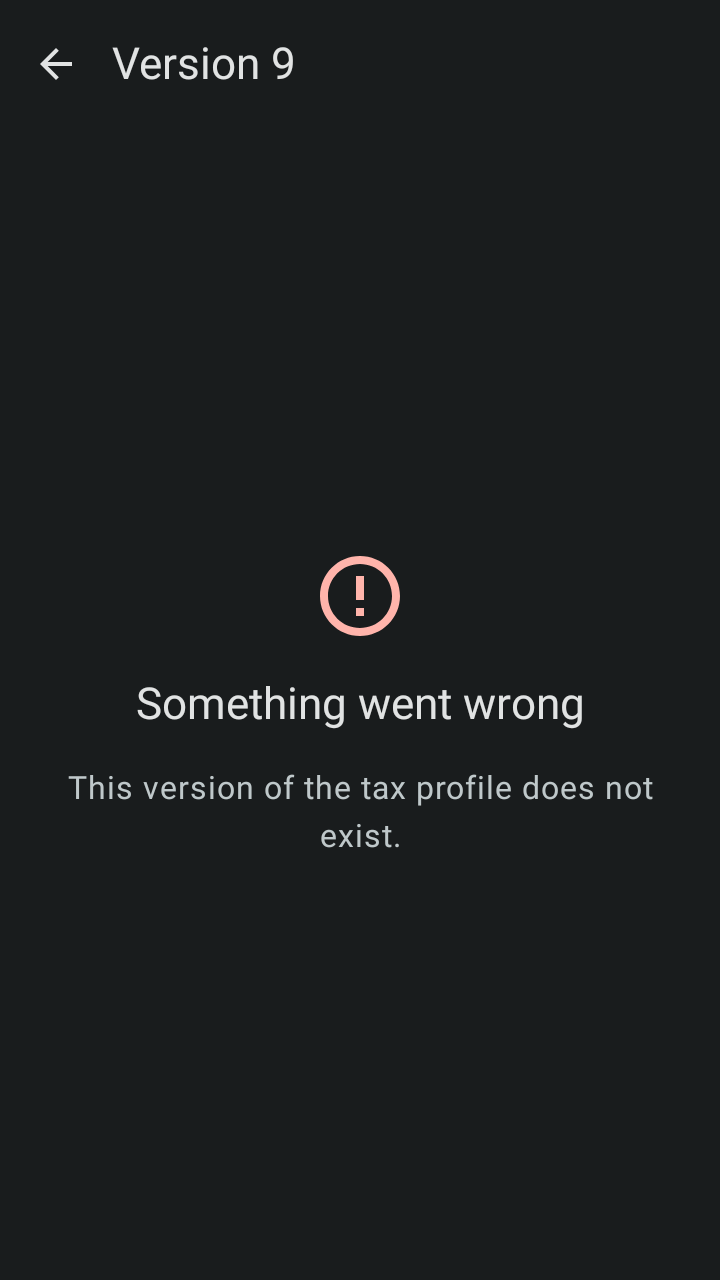 Version 9
Something went wrong
This version of the tax profile does not
exist.